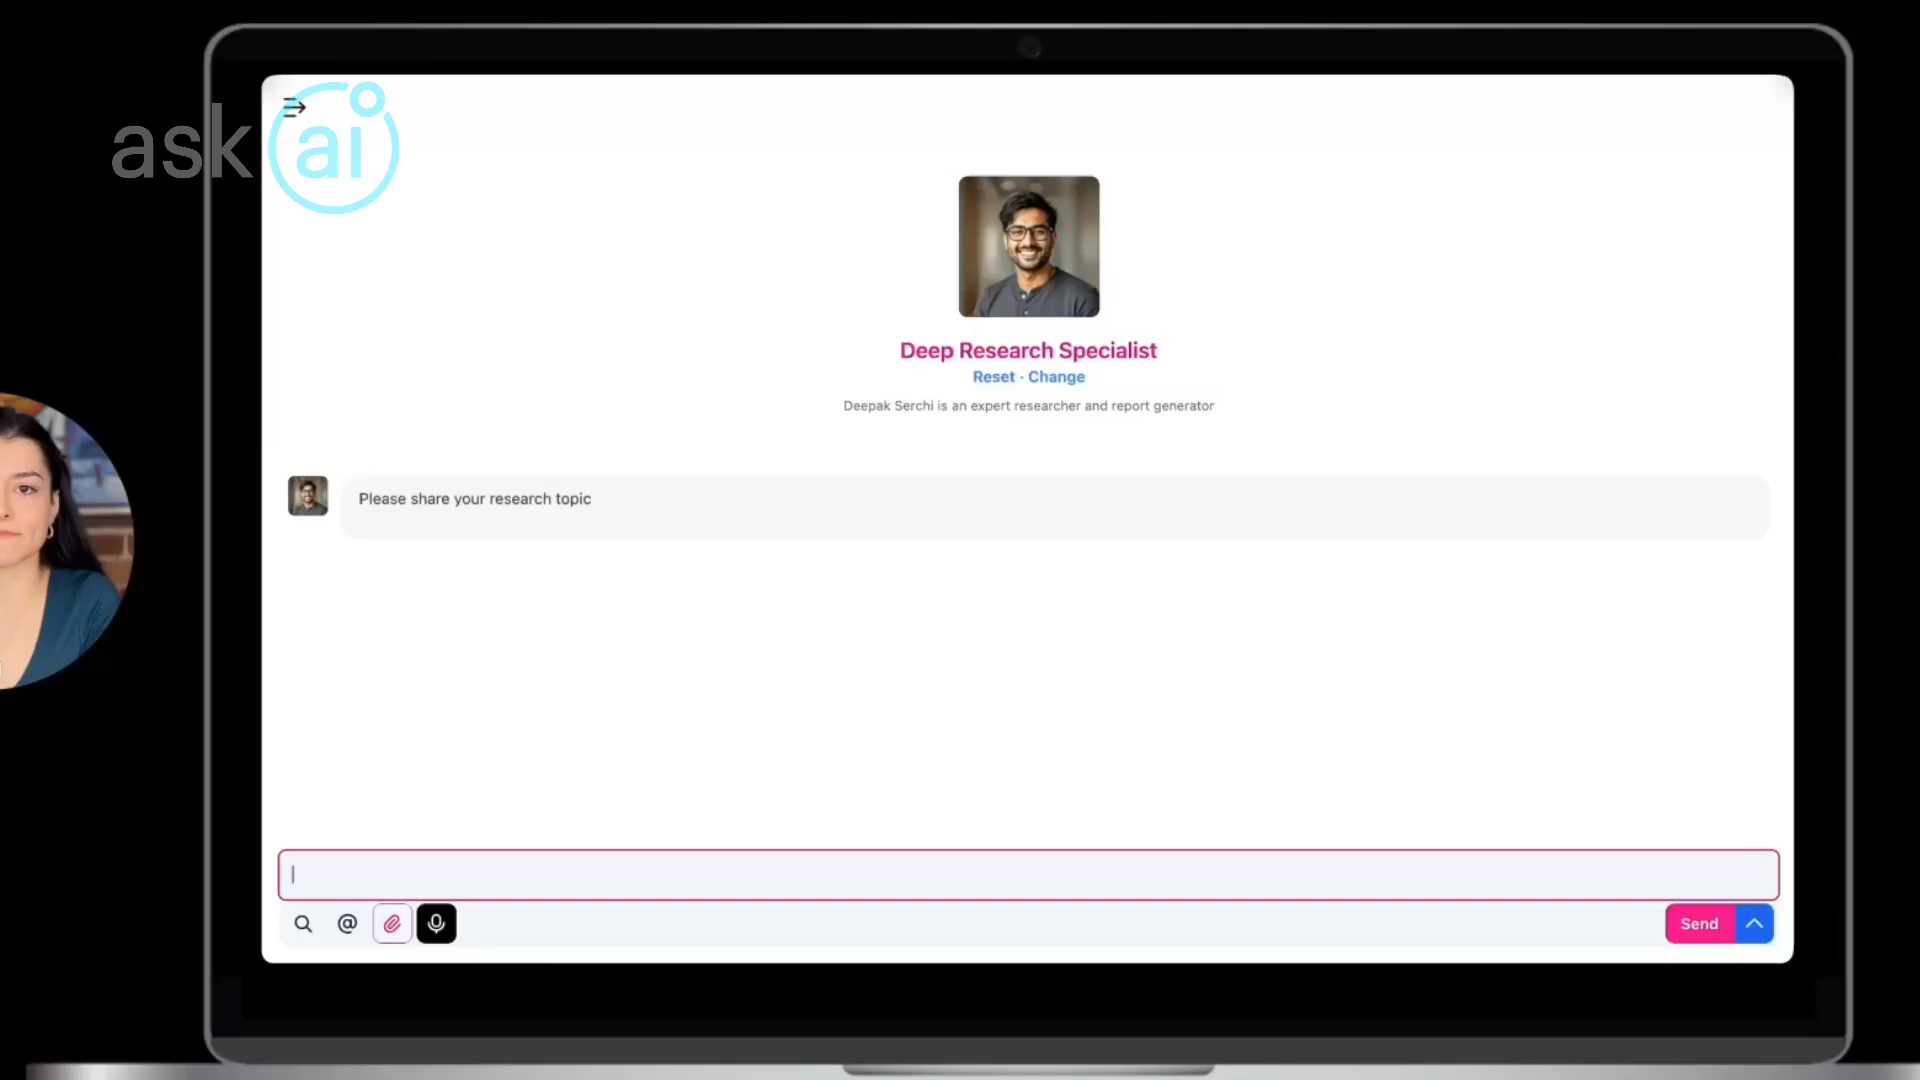 ask ai
Deep Research Specialist
Reset · Change
Deepak Serchi is an expert researcher and report generator
Please share your research topic
@
Send